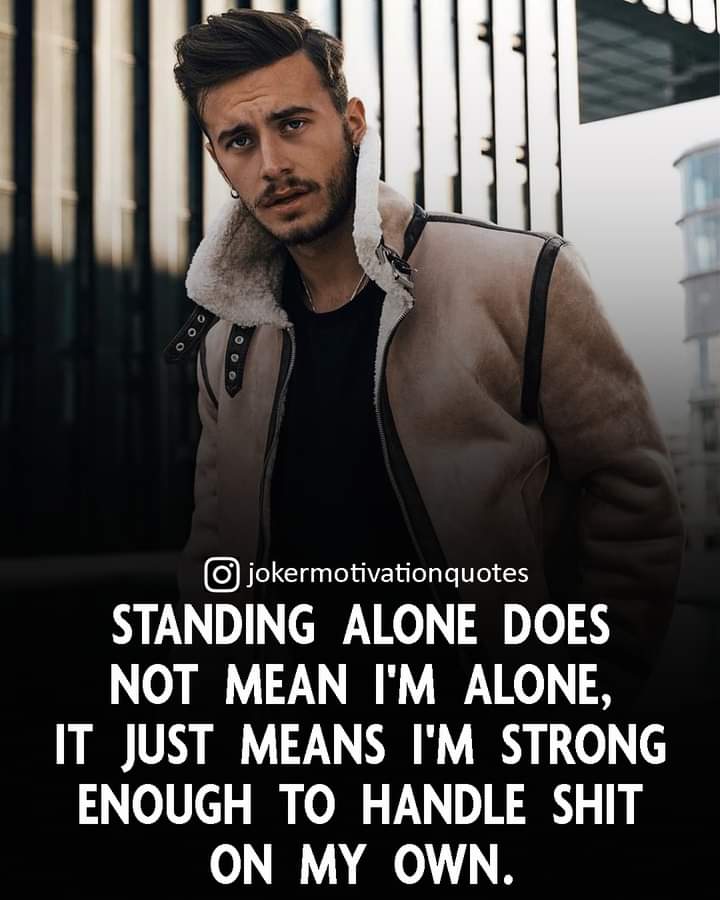 jokermotivationquotes
STANDING ALONE DOES
NOT MEAN I'M ALONE,
IT JUST MEANS I'M STRONG
ENOUGH TO HANDLE SHIT
ON MY OWN.